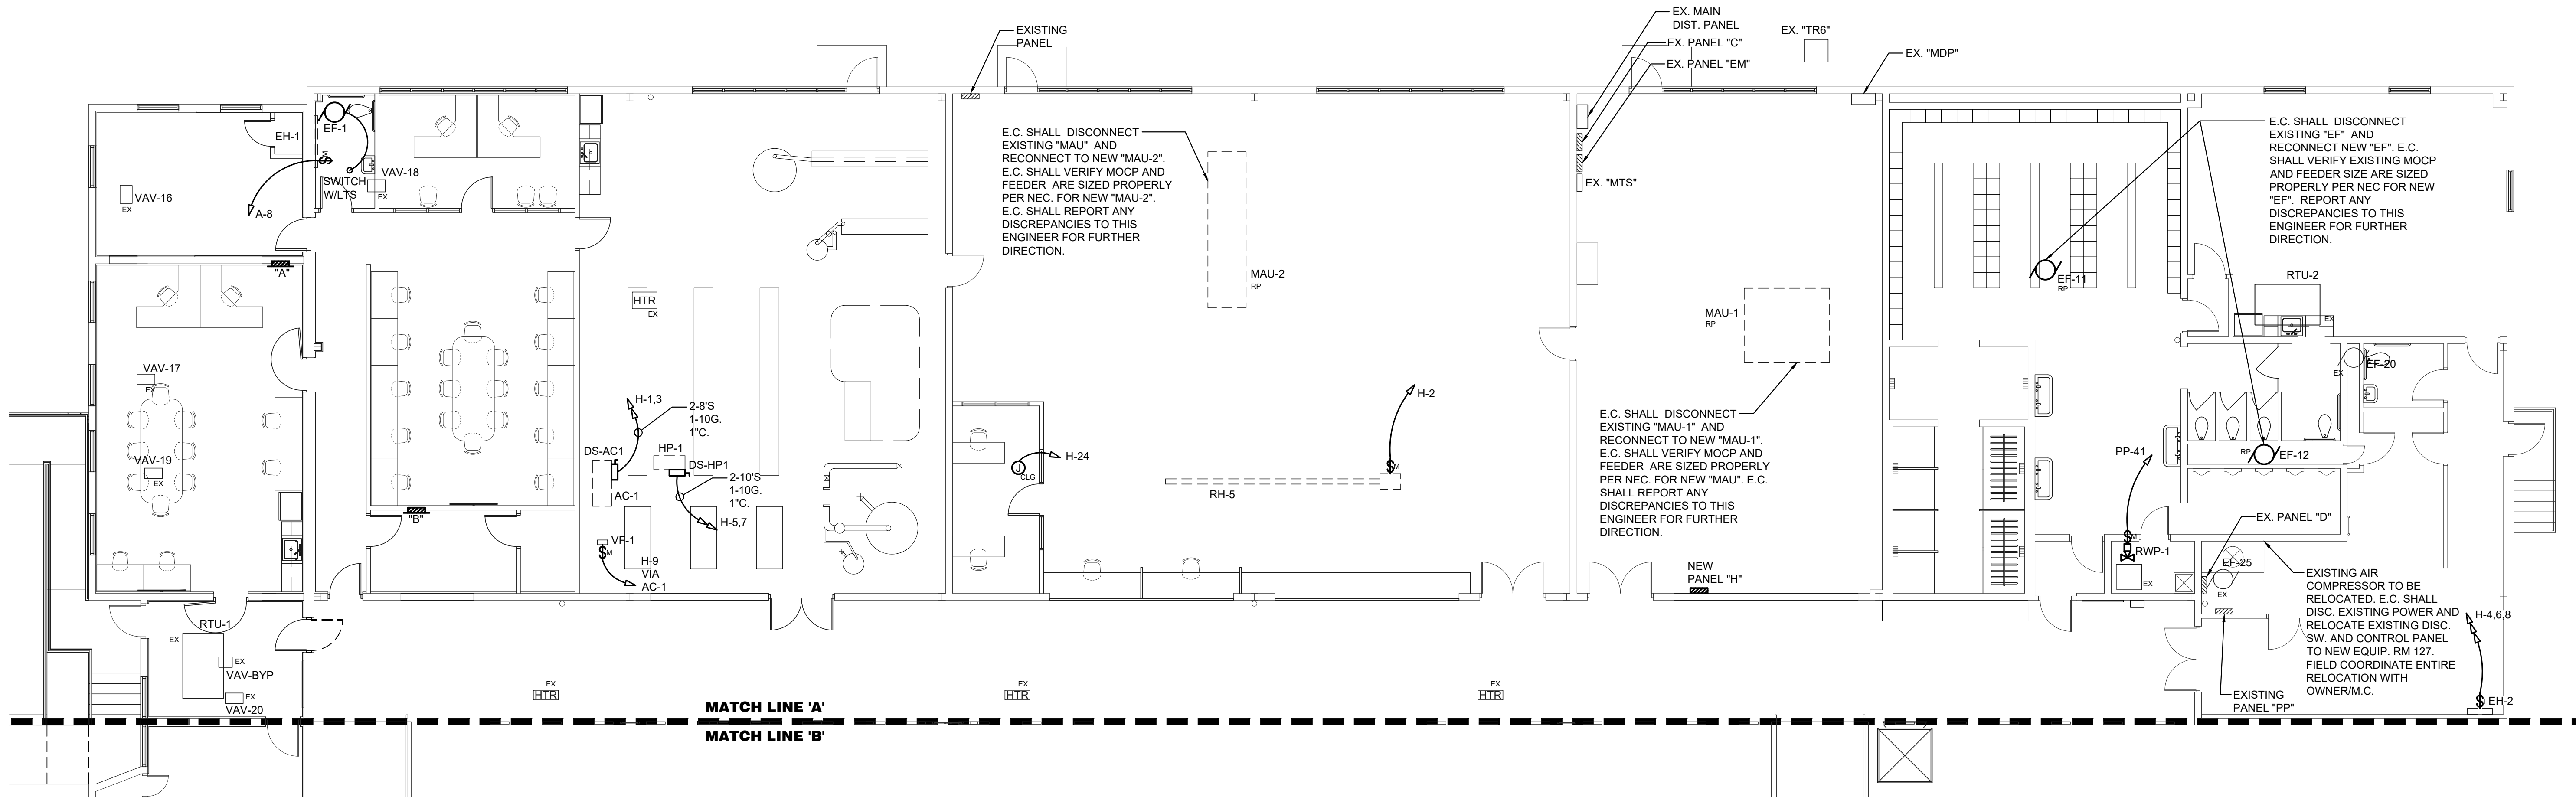 EXISTING
PANEL
EX. MAIN
DIST. PANEL
EX. PANEL "C"
EX. PANEL "EM"
EX. "TR6"
EX. "MDP"
EX. "MTS"
EH-1
EF-1
M
SWITCH
W/LTS
VAV-18
EX
VAV-16
EX
A-8
"A"
E.C. SHALL DISCONNECT
EXISTING "MAU" AND
RECONNECT TO NEW "MAU-2".
E.C. SHALL VERIFY MOCP AND
FEEDER ARE SIZED PROPERLY
PER NEC. FOR NEW "MAU-2".
E.C. SHALL REPORT ANY
DISCREPANCIES TO THIS
ENGINEER FOR FURTHER
DIRECTION.
MAU-2
RP
MAU-1
RP
E.C. SHALL DISCONNECT
EXISTING "EF" AND
RECONNECT NEW "EF". E.C.
SHALL VERIFY EXISTING MOCP
AND FEEDER SIZE ARE SIZED
PROPERLY PER NEC FOR NEW
"EF". REPORT ANY
DISCREPANCIES TO THIS
ENGINEER FOR FURTHER
DIRECTION.
EF-11
RP
RTU-2
EX
EF-20
EX
HTR
EX
VAV-17
EX
VAV-19
EX
H-1,3
2-8'S
1-10G.
1"C.
DS-AC1
AC-1
HP-1
DS-HP1
2-10'S
1-10G.
1"C.
H-5,7
"B"
VF-1
M
H-9
VIA
AC-1
J
CLG
H-24
H-2
M
RH-5
E.C. SHALL DISCONNECT
EXISTING "MAU-1" AND
RECONNECT TO NEW "MAU-1".
E.C. SHALL VERIFY MOCP AND
FEEDER ARE SIZED PROPERLY
PER NEC. FOR NEW "MAU". E.C.
SHALL REPORT ANY
DISCREPANCIES TO THIS
ENGINEER FOR FURTHER
DIRECTION.
NEW
PANEL "H"
PP-41
M
RWP-1
EX
RP
EF-12
EX. PANEL "D"
EF-25
EX
EXISTING AIR
COMPRESSOR TO BE
RELOCATED. E.C. SHALL
DISC. EXISTING POWER AND
RELOCATE EXISTING DISC.
SW. AND CONTROL PANEL
TO NEW EQUIP. RM 127.
FIELD COORDINATE ENTIRE
RELOCATION WITH
OWNER/M.C.
H-4,6,8
EH-2
EXISTING
PANEL "PP"
RTU-1
EX
EX
VAV-BYP
EX
VAV-20
EX
HTR
EX
HTR
EX
HTR
MATCH LINE 'A'
MATCH LINE 'B'